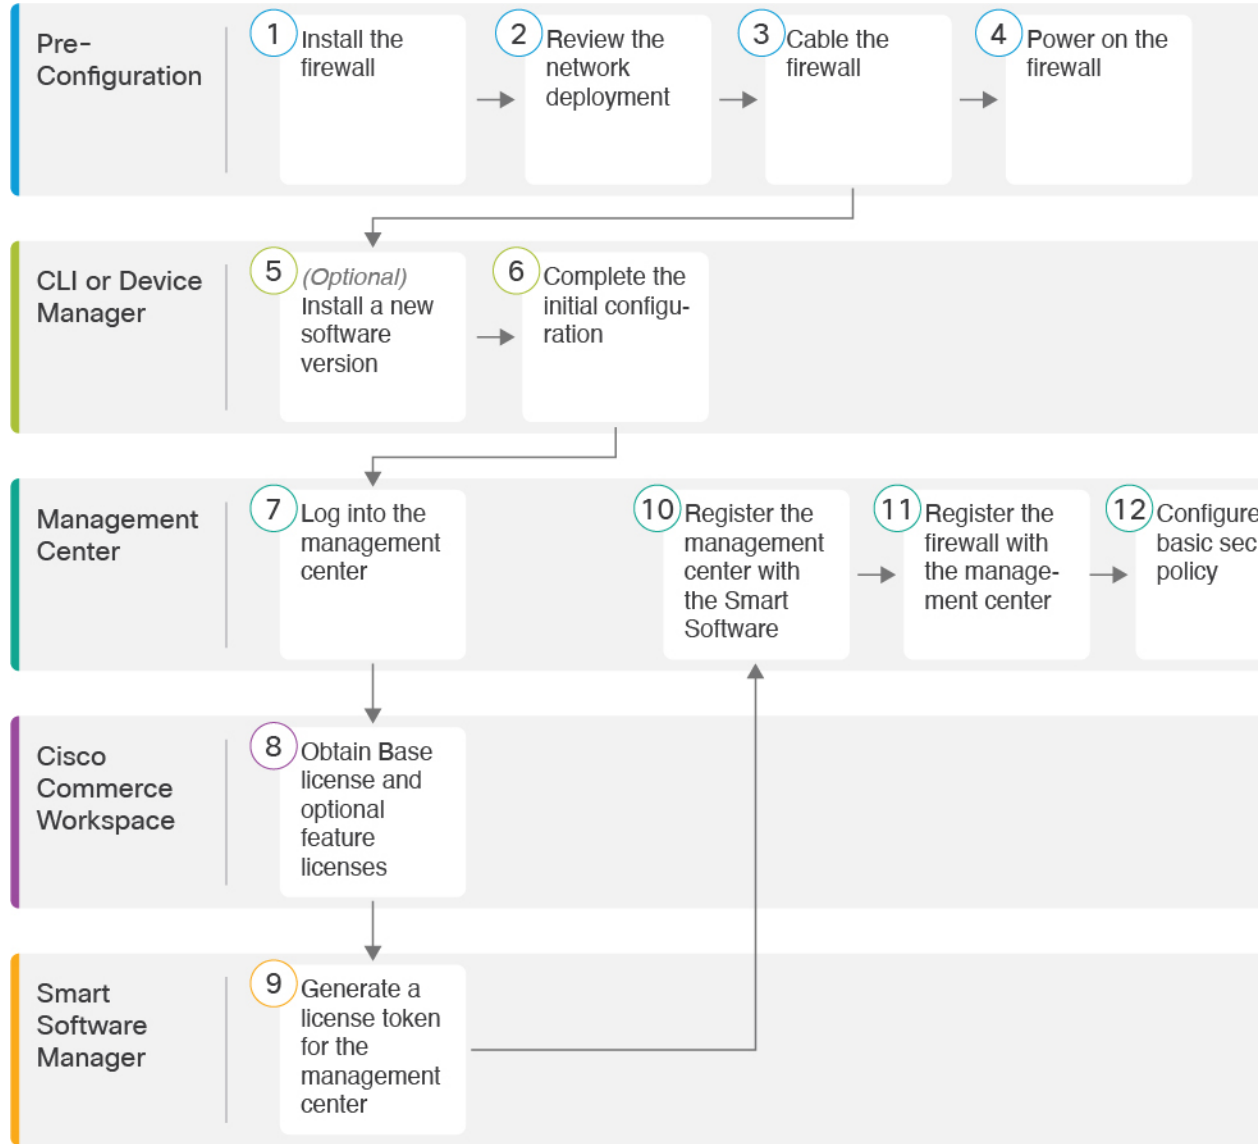 Pre-
Configuration
1
Install the
firewall
2
Review the
network
deployment
3
Cable the
firewall
4
Power on the
firewall
CLI or Device
Manager
5
(Optional)
Install a new
software
version
6
Complete the
initial configu-
ration
Management
Center
7
Log into the
management
center
10
Register the
management
center with
the Smart
Software
11
Register the
firewall with
the manage-
ment center
12
Configure
basic sec
policy
Cisco
Commerce
Workspace
8
Obtain Base
license and
optional
feature
licenses
Smart
Software
Manager
9
Generate a
license token
for the
management
center